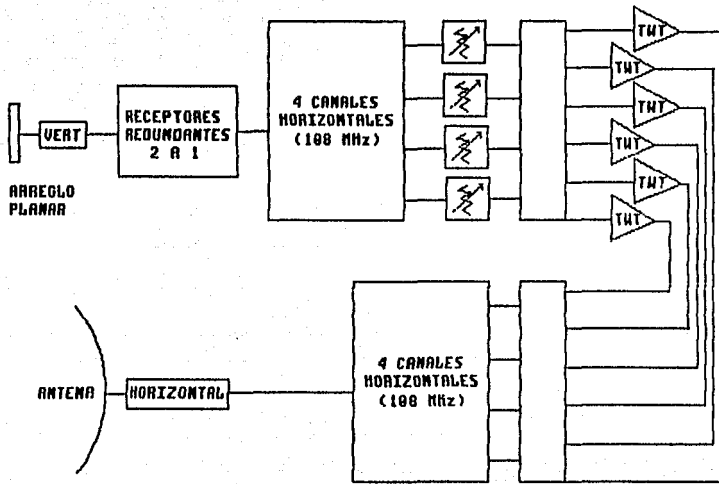 TWT
TWT
TWT
TWT
TWT
TWT
VERT
RECEPTORES
REDUNDANTES
2 A 1
4 CANALES
HORIZONTALES
(108 MHz)
ARREGLO
PLANAR
ANTENA
HORIZONTAL
4 CANALES
HORIZONTALES
(108 MHz)